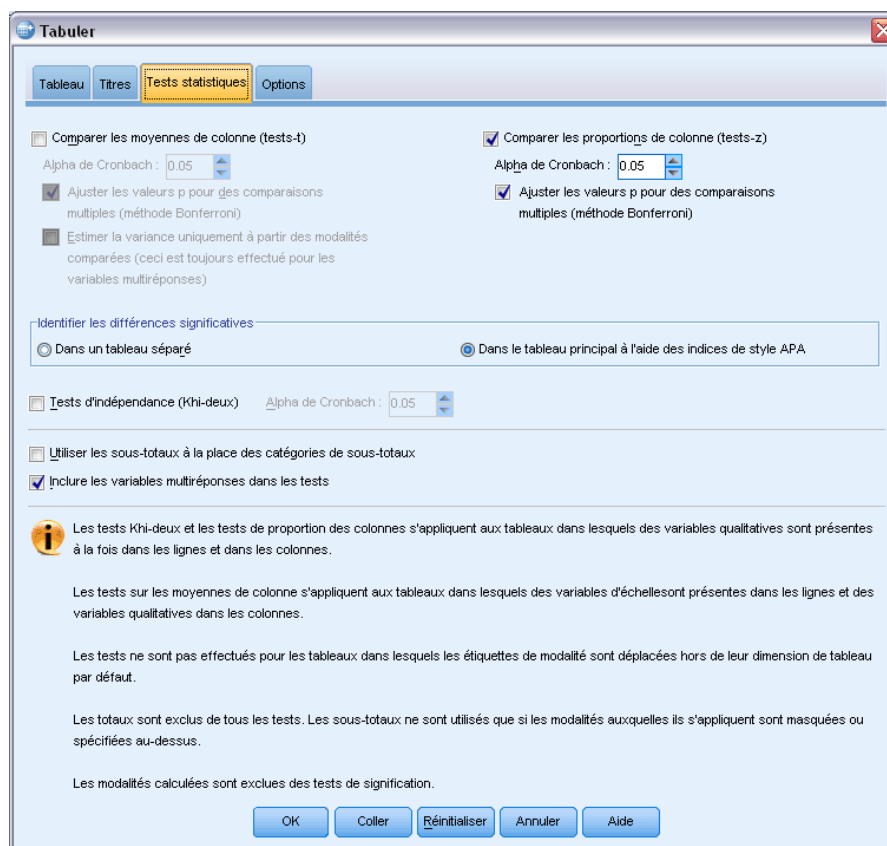 Tabuler
Tableau Titres Tests statistiques Options
Comparer les moyennes de colonne (tests-t)
Alpha de Cronbach : 0.05
Ajuster les valeurs p pour des comparaisons
multiples (méthode Bonferroni)
Estimer la variance uniquement à partir des modalités
comparées (ceci est toujours effectué pour les
variables multiréponses)
Comparer les proportions de colonne (tests-z)
Alpha de Cronbach : 0.05
Ajuster les valeurs p pour des comparaisons
multiples (méthode Bonferroni)
Identifier les différences significatives
Dans un tableau séparé
Dans le tableau principal à l'aide des indices de style APA
Tests d'indépendance (Khi-deux) Alpha de Cronbach : 0.05
Utiliser les sous-totaux à la place des catégories de sous-totaux
Inclure les variables multiréponses dans les tests
Les tests Khi-deux et les tests de proportion des colonnes s'appliquent aux tableaux dans lesquels des variables qualitatives sont présentes
à la fois dans les lignes et dans les colonnes.
Les tests sur les moyennes de colonne s'appliquent aux tableaux dans lesquels des variables d'échellesont présentes dans les lignes et des
variables qualitatives dans les colonnes.
Les tests ne sont pas effectués pour les tableaux dans lesquels les étiquettes de modalité sont déplacées hors de leur dimension de tableau
par défaut.
Les totaux sont exclus de tous les tests. Les sous-totaux ne sont utilisés que si les modalités auxquelles ils s'appliquent sont masquées ou
spécifiées au-dessus.
Les modalités calculées sont exclues des tests de signification.
OK Coller Réinitialiser Annuler Aide